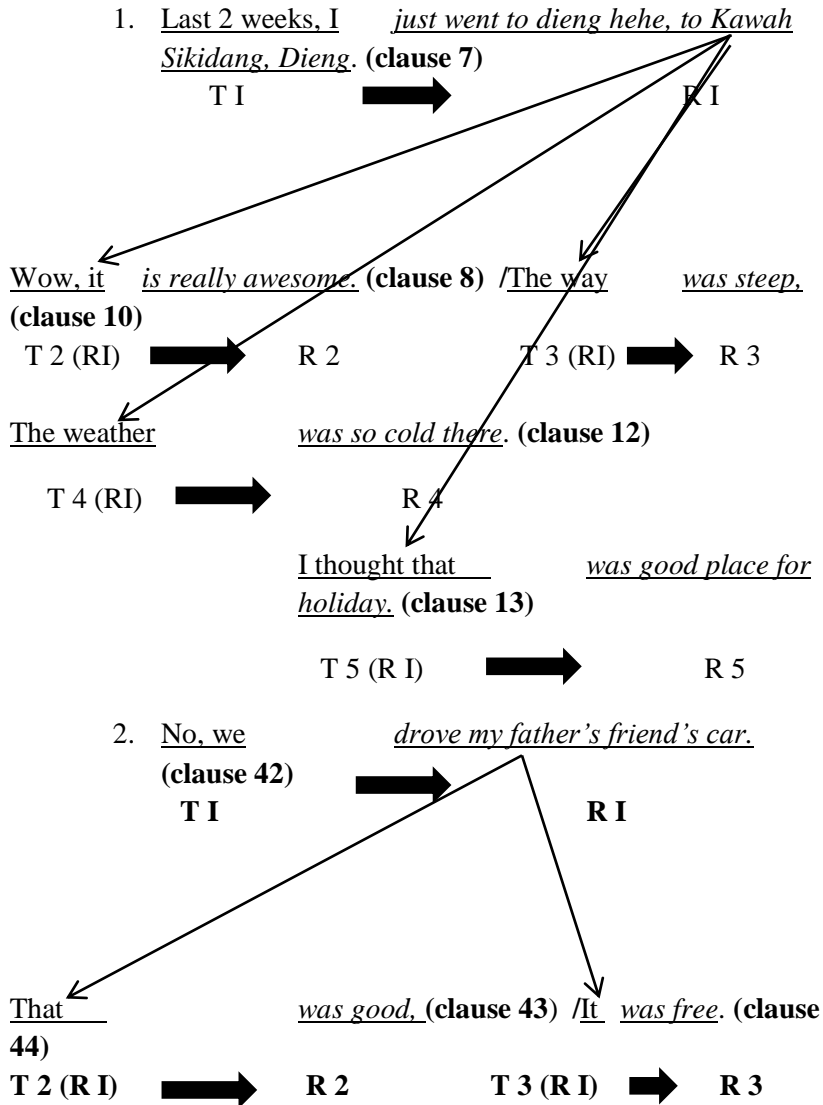 1. Last 2 weeks, I just went to dieng hehe, to Kawah
Sikidang, Dieng. (clause 7)
T I R I
Wow, it is really awesome. (clause 8) /The way was steep,
(clause 10)
T 2 (RI) R 2 T 3 (RI) R 3
The weather was so cold there. (clause 12)
T 4 (RI) R 4
I thought that was good place for
holiday. (clause 13)
T 5 (R I) R 5
2. No, we drove my father’s friend’s car.
(clause 42)
T I R I
That was good, (clause 43) /It was free. (clause
44)
T 2 (R I) R 2 T 3 (R I) R 3